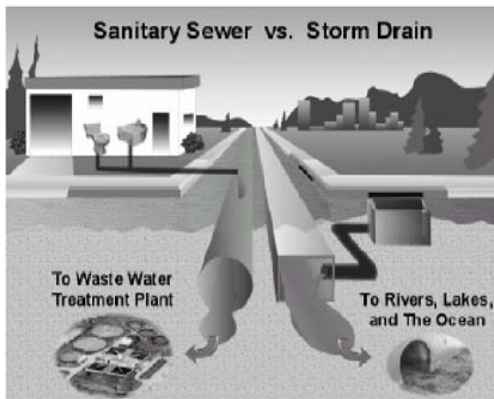 Sanitary Sewer vs. Storm Drain
To Waste Water
Treatment Plant
To Rivers, Lakes,
and The Ocean